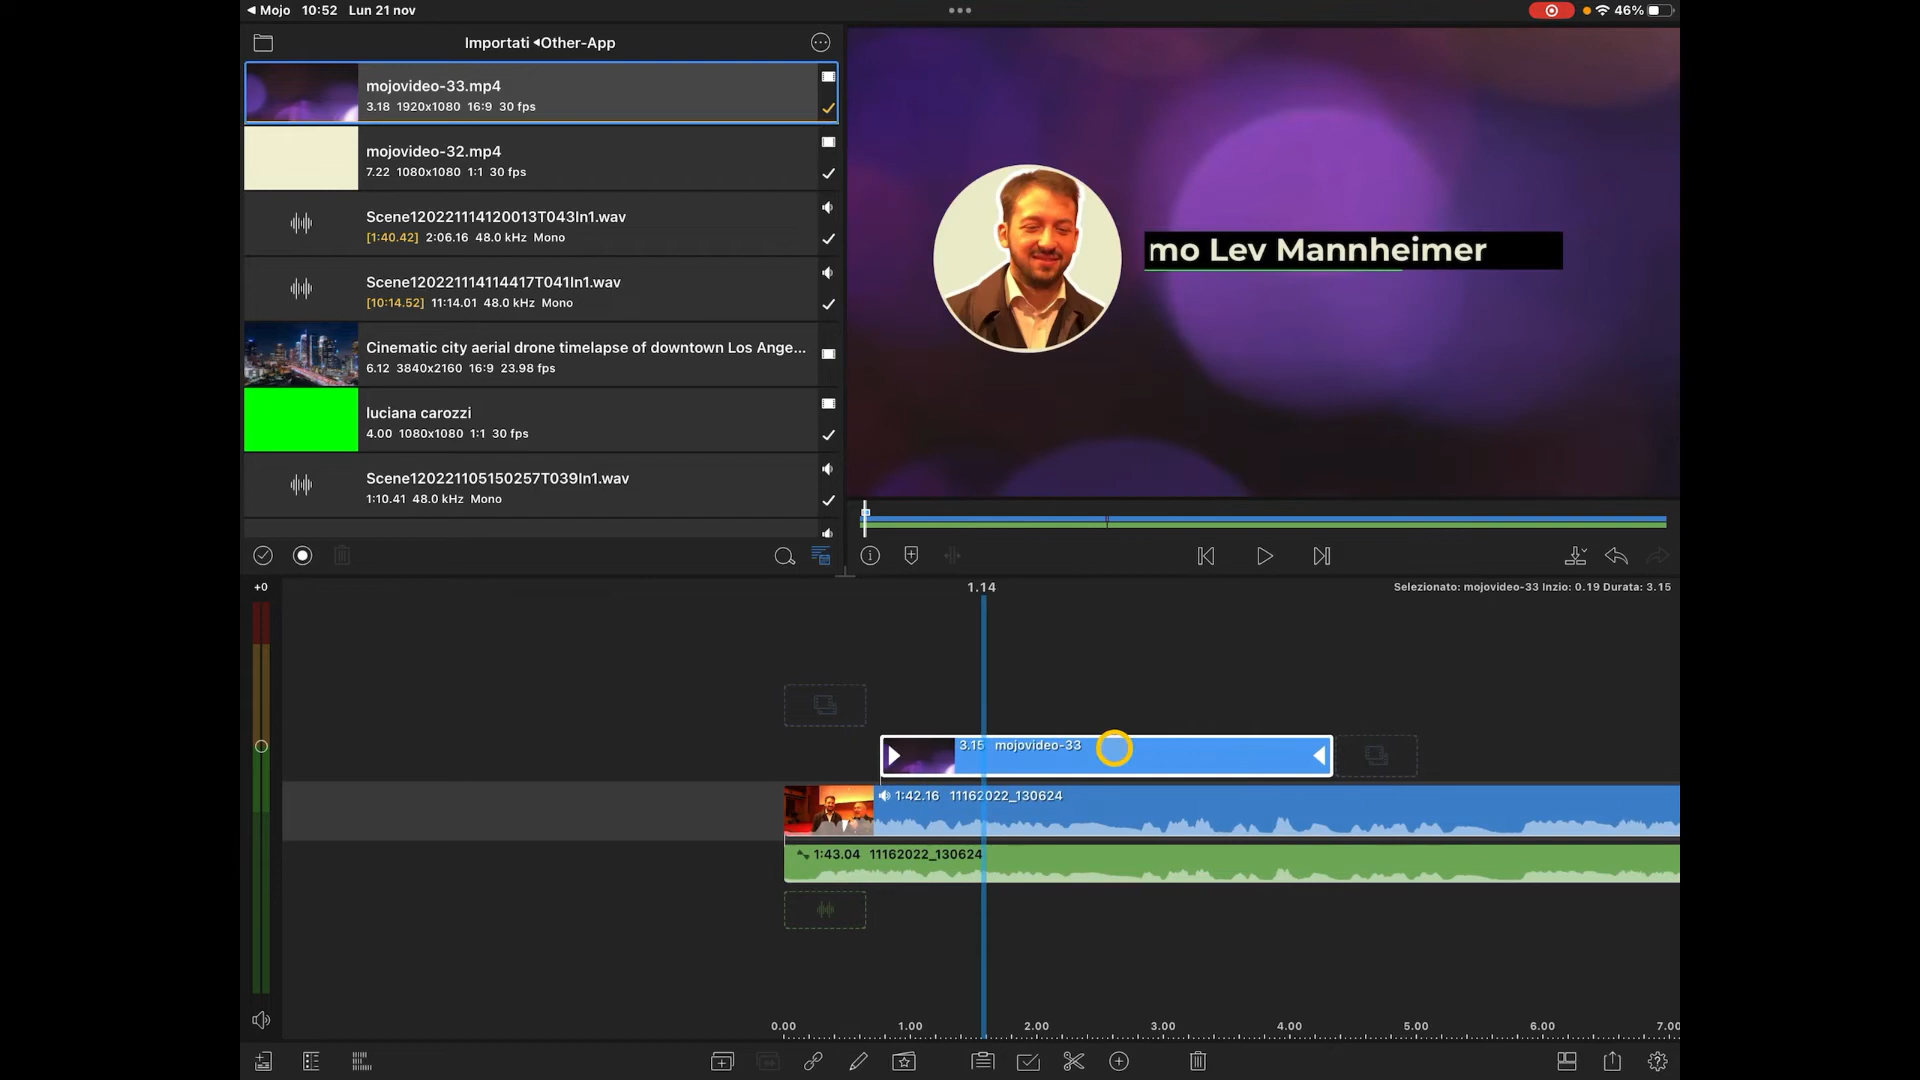 Mojo 10:52 Lun 21 nov
46%
Importati Other-App
mojovideo-33.mp4
3.18 1920x1080 16:9 30 fps
mojovideo-32.mp4
7.22 1080x1080 1:1 30 fps
Scene120221114120013T043In1.wav
[1:40.42] 2:06.16 48.0 kHz Mono
Scene120221114114417T041In1.wav
[10:14.52] 11:14.01 48.0 kHz Mono
Cinematic city aerial drone timelapse of downtown Los Ange...
6.12 3840x2160 16:9 23.98 fps
luciana carozzi
4.00 1080x1080 1:1 30 fps
Scene120221105150257T039In1.wav
1:10.41 48.0 kHz Mono
mo Lev Mannheimer
+0
1.14
Selezionato: mojovideo-33 Inzio: 0.19 Durata: 3.15
3.15 mojovideo-33
1:42.16 11162022_130624
1:43.04 11162022_130624
0.00 1.00 2.00 3.00 4.00 5.00 6.00 7.00